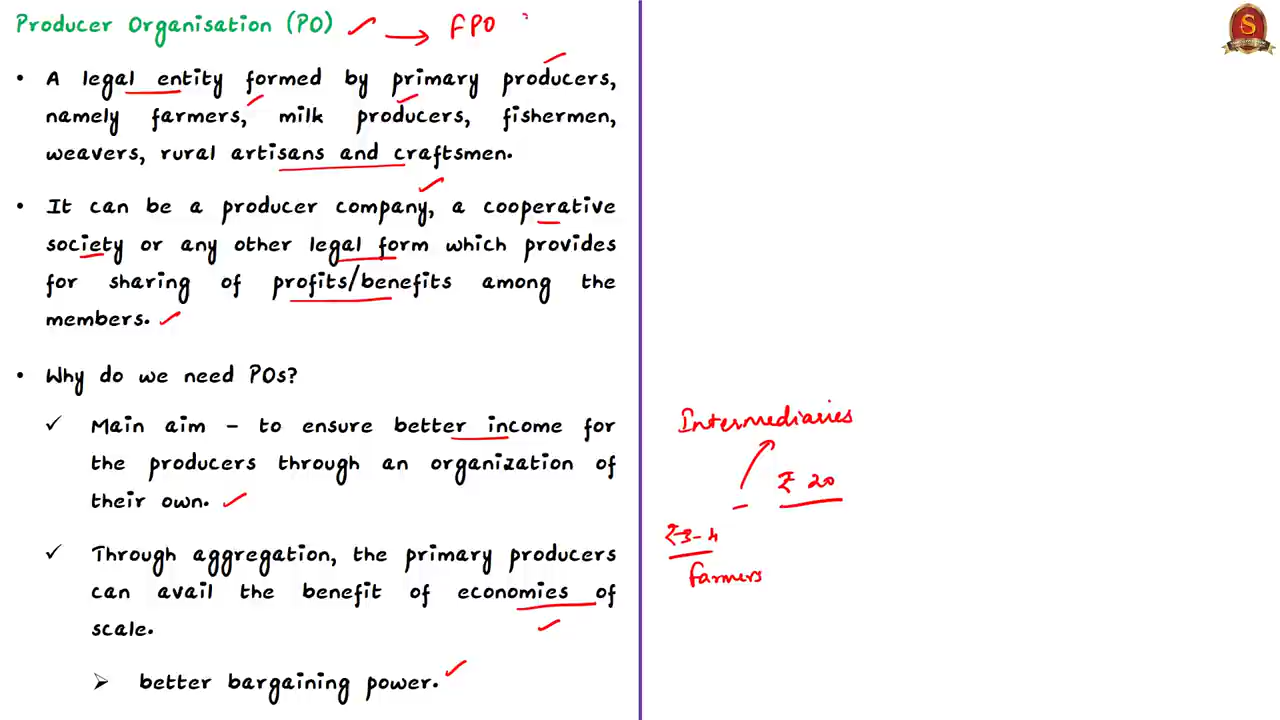 Producer Organisation (PO) → FPO
• A legal entity formed by primary producers,
namely farmers, milk producers, fishermen,
weavers, rural artisans and craftsmen.
• It can be a producer company, a cooperative
society or any other legal form which provides
for sharing of profits/benefits among the
members.
• Why do we need POs?
✓ Main aim - to ensure better income for
the producers through an organization of
their own.
✓ Through aggregation, the primary producers
can avail the benefit of economies of
scale.
➢ better bargaining power.
Intermediaries
₹ 20
₹3-4
farmers
S